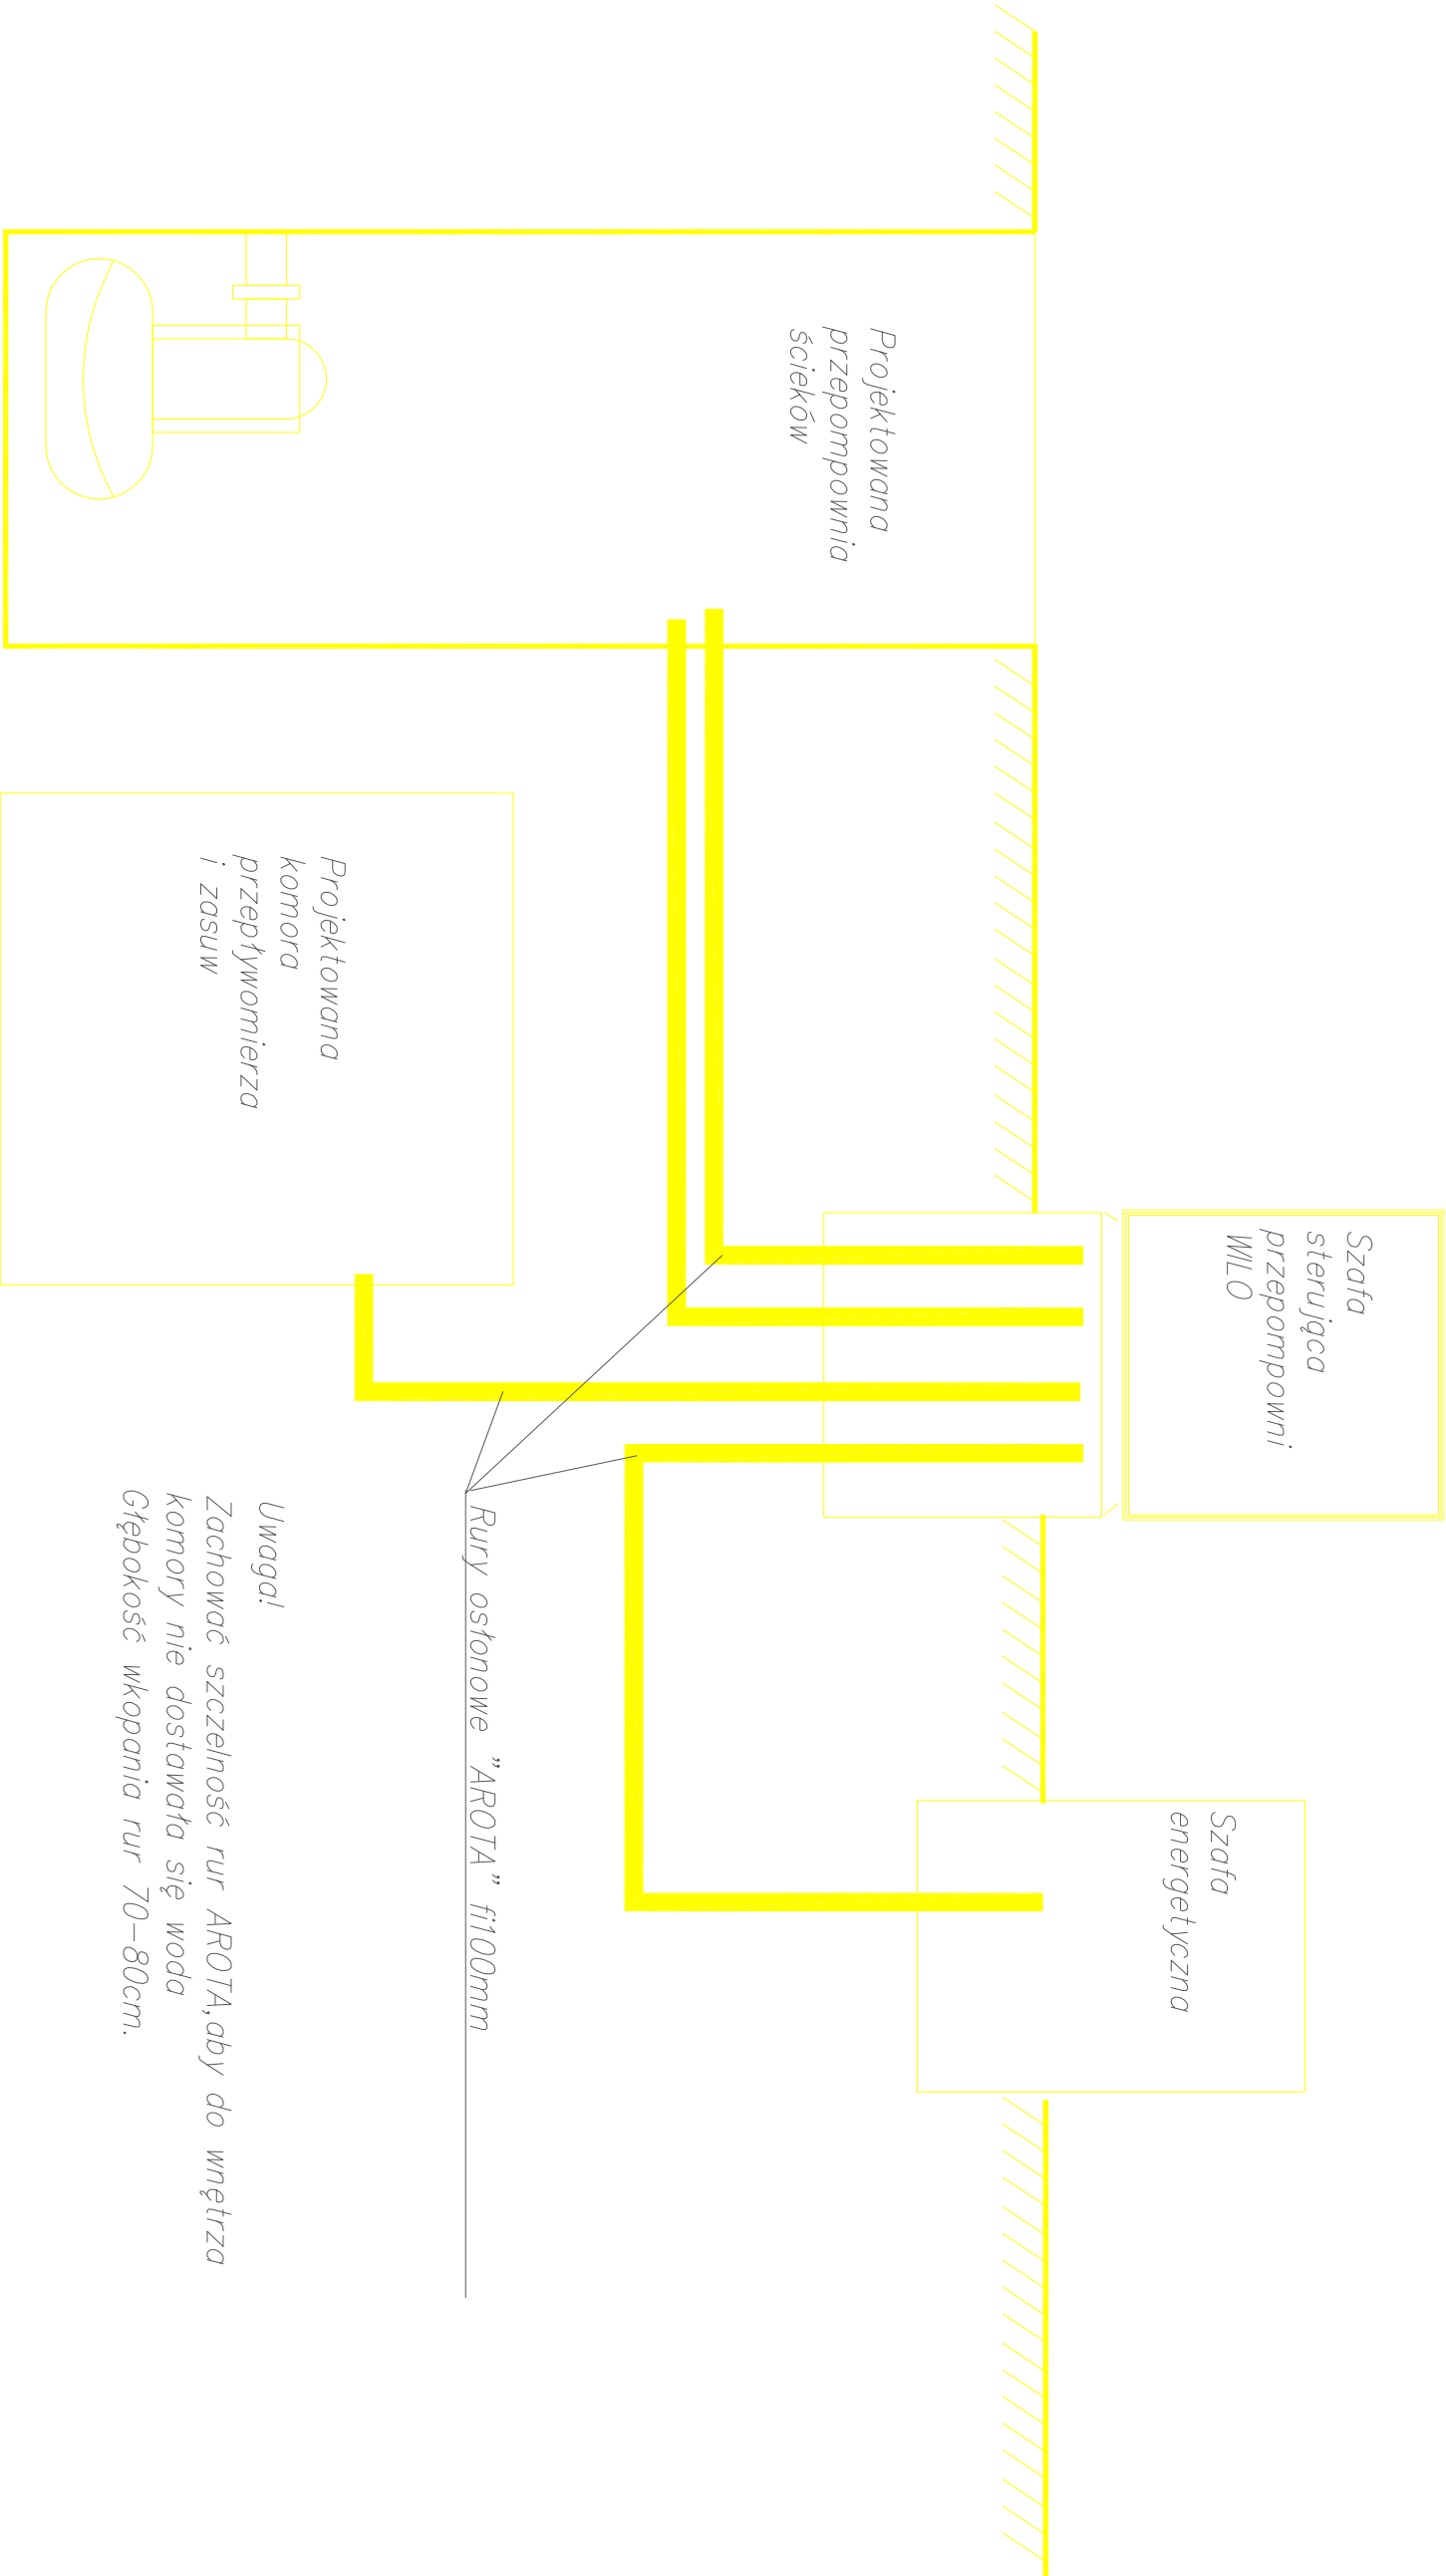 Projektowana
przepompownia
ścieków
Projektowana
komora
przepływomierza
i zasuw
Szafa
sterująca
przepompowni
WILO
Szafa
energetyczna
Rury osłonowe "AROTA" fi100mm
Uwaga!
Zachować szczelność rur AROTA,aby do wnętrza
komory nie dostawała się woda
Głębokość wkopania rur 70-80cm.